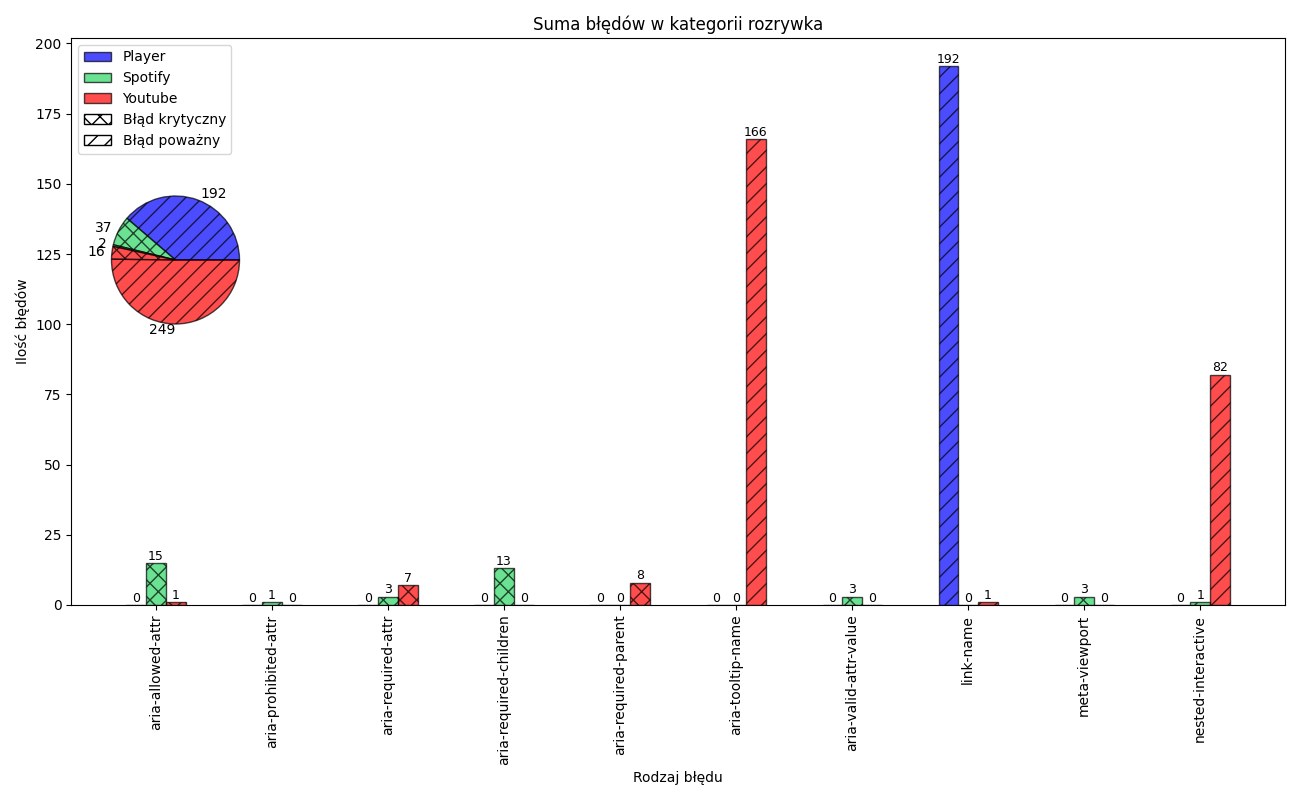 Suma błędów w kategorii rozrywka
Ilość błędów
200
175
150
125
100
75
50
25
0
Player
Spotify
Youtube
Błąd krytyczny
Błąd poważny
192
37
2
16
249
0 15 1
0 1 0
0 3 7
0 13 0
0 0 8
0 0 166
0 3 0
192 0 1
0 3 0
0 1 82
aria-allowed-attr
aria-prohibited-attr
aria-required-attr
aria-required-children
aria-required-parent
aria-tooltip-name
aria-valid-attr-value
link-name
meta-viewport
nested-interactive
Rodzaj błędu